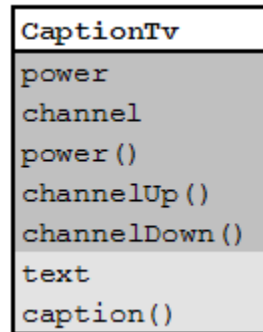 CaptionTv
power
channel
power()
channelUp()
channelDown()
text
caption()